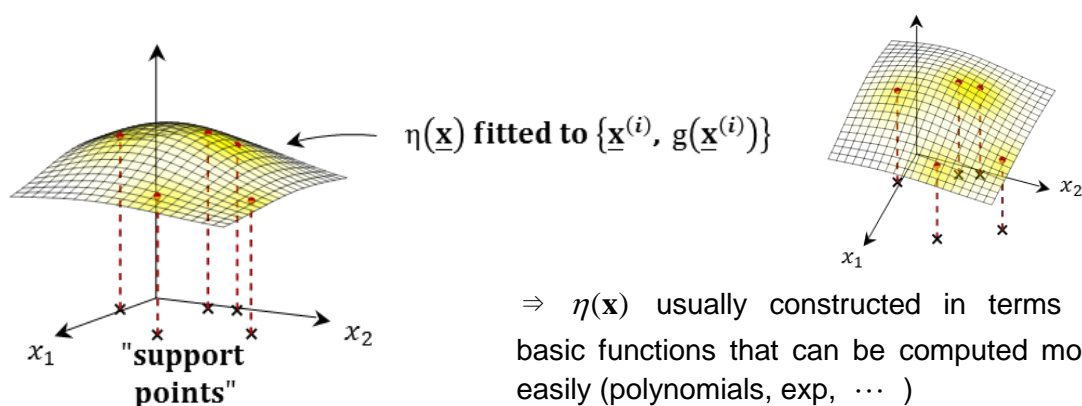 η(x) fitted to {x⁽ⁱ⁾, g(x⁽ⁱ⁾)}
x₁
x₂
"support
points"
x₁
x₂
⇒ η(x) usually constructed in terms
basic functions that can be computed mo
easily (polynomials, exp, ⋯ )